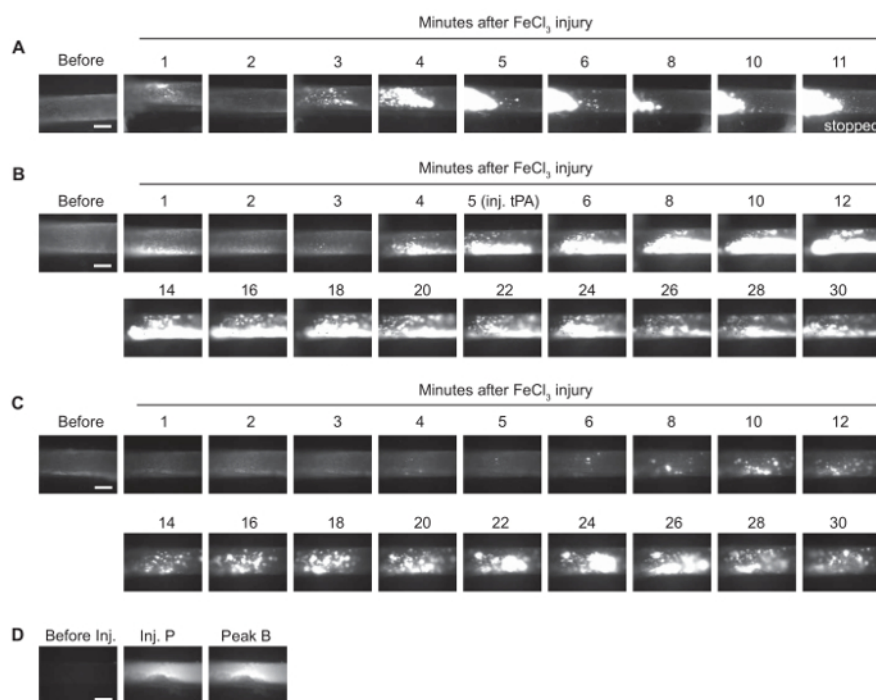 Minutes after FeCl₃ injury
A
Before 1 2 3 4 5 6 8 10 11
stopped
Minutes after FeCl₃ injury
B
Before 1 2 3 4 5 (inj. tPA) 6 8 10 12
14 16 18 20 22 24 26 28 30
Minutes after FeCl₃ injury
C
Before 1 2 3 4 5 6 8 10 12
14 16 18 20 22 24 26 28 30
D
Before Inj. Inj. P Peak B